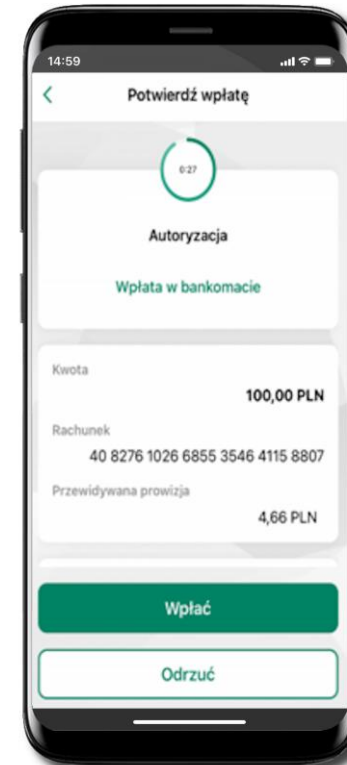 14:59
Potwierdź wpłatę
0:27
Autoryzacja
Wpłata w bankomacie
Kwota
100,00 PLN
Rachunek
40 8276 1026 6855 3546 4115 8807
Przewidywana prowizja
4,66 PLN
Wpłać
Odrzuć